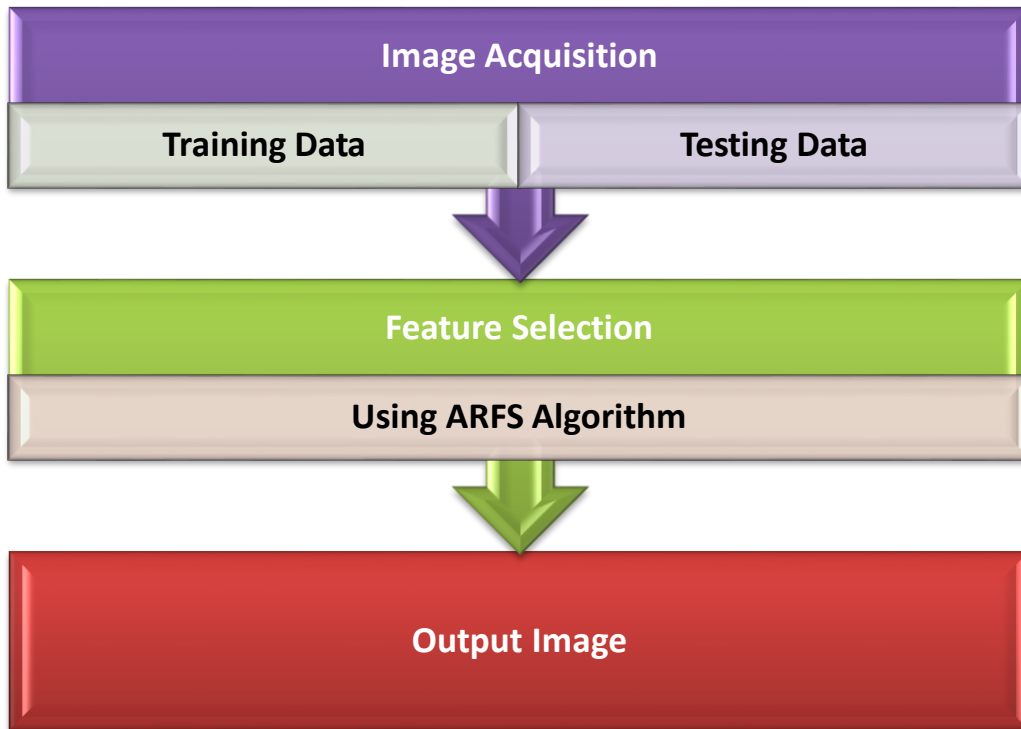 Image Acquisition
Training Data
Testing Data
Feature Selection
Using ARFS Algorithm
Output Image